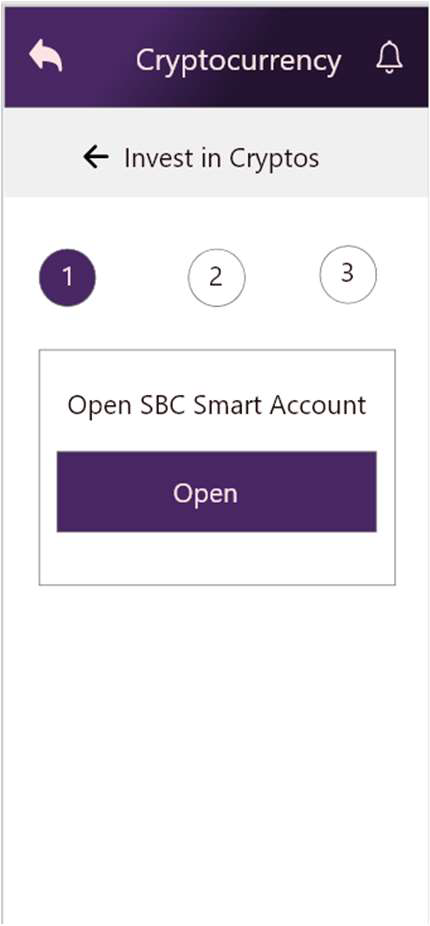 Cryptocurrency
Invest in Cryptos
1 2 3
Open SBC Smart Account
Open